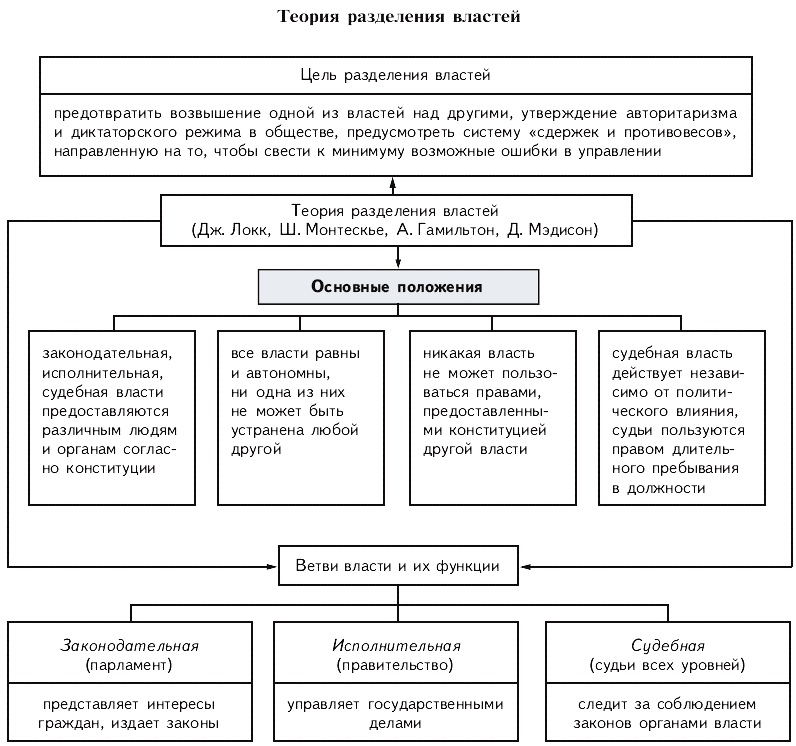 Теория разделения властей
Цель разделения властей
предотвратить возвышение одной из властей над другими, утверждение авторитаризма
и диктаторского режима в обществе, предусмотреть систему «сдержек и противовесов»,
направленную на то, чтобы свести к минимуму возможные ошибки в управлении
Теория разделения властей
(Дж. Локк, Ш. Монтескье, А. Гамильтон, Д. Мэдисон)
Основные положения
законодательная,
исполнительная,
судебная власти
предоставляются
различным людям
и органам соглас-
но конституции
все власти равны
и автономны,
ни одна из них
не может быть
устранена любой
другой
никакая власть
не может пользо-
ваться правами,
предоставленны-
ми конституцией
другой власти
судебная власть
действует незави-
симо от полити-
ческого влияния,
судьи пользуются
правом длитель-
ного пребывания
в должности
Ветви власти и их функции
Законодательная
(парламент)
представляет интересы
граждан, издает законы
Исполнительная
(правительство)
управляет государственными
делами
Судебная
(судьи всех уровней)
следит за соблюдением
законов органами власти